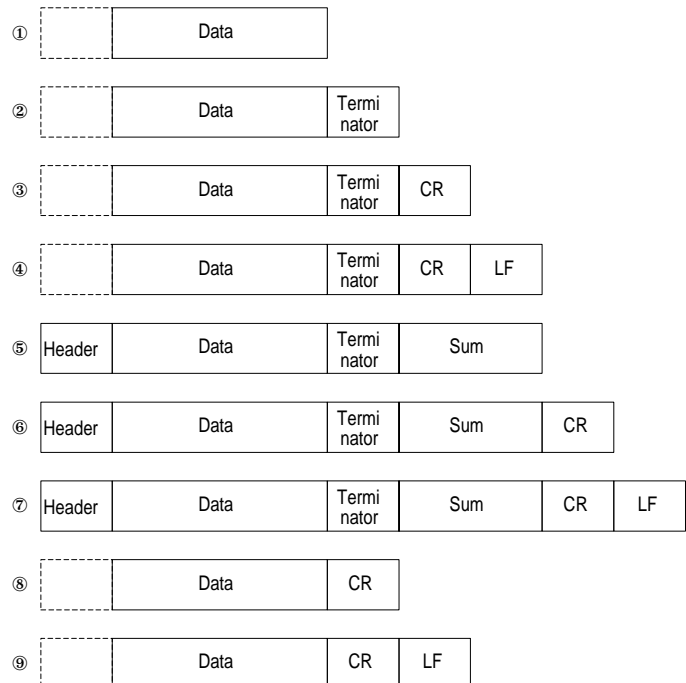 ① Data
② Data Termi
nator
③ Data Termi
nator CR
④ Data Termi
nator CR LF
⑤ Header Data Termi
nator Sum
⑥ Header Data Termi
nator Sum CR
⑦ Header Data Termi
nator Sum CR LF
⑧ Data CR
⑨ Data CR LF